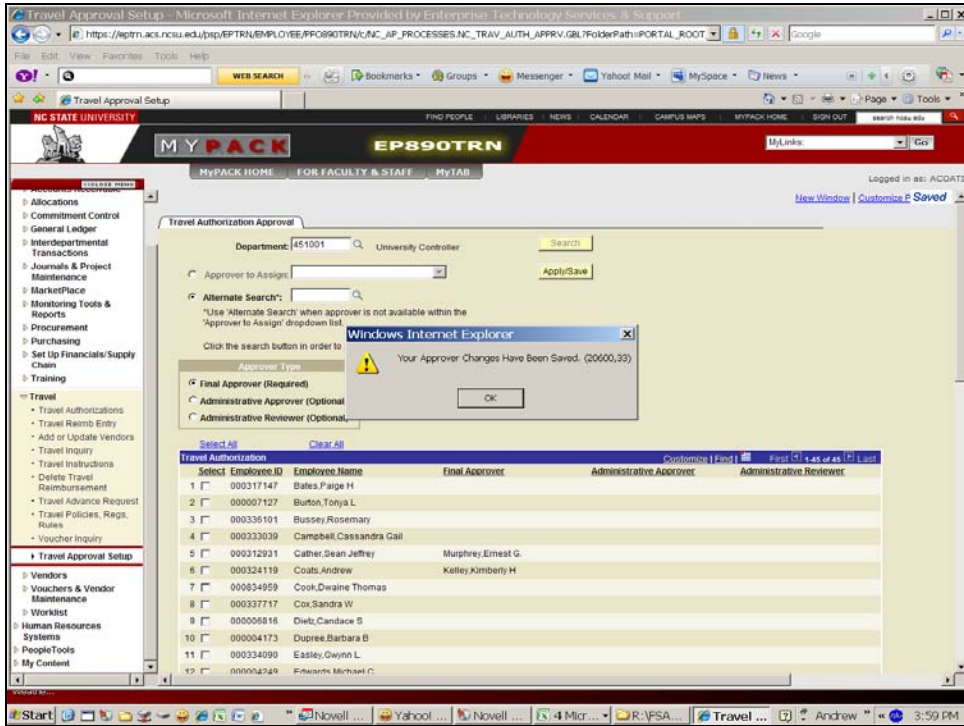 Travel Approval Setup - Microsoft Internet Explorer Provided by Enterprise Technology Services & Support
https://eptrn.acs.ncsu.edu/psp/EPTRN/EMPLOYEE/PFO890TRN/c/NC_AP_PROCESSES.NC_TRAV_AUTH_APPRV.GBL?FolderPath=PORTAL_ROOT
Google
File Edit View Favorites Tools Help
Y! WEB SEARCH Bookmarks Groups Messenger Yahoo! Mail MySpace News
Travel Approval Setup Page Tools
NC STATE UNIVERSITY FIND PEOPLE LIBRARIES NEWS CALENDAR CAMPUS MAPS MYPACK HOME SIGN OUT search ncsu.edu
MYPACK EP890TRN MyLinks: Go
MyPACK HOME FOR FACULTY & STAFF MyTAB
Logged in as:
CLOSE MENU
New Window | Customize P Saved
Accounts Receivable
Allocations
Commitment Control
General Ledger
Interdepartmental
Transactions
Journals & Project
Maintenance
MarketPlace
Monitoring Tools &
Reports
Procurement
Purchasing
Set Up Financials/Supply
Chain
Training
Travel
Travel Authorizations
Travel Reimb Entry
Add or Update Vendors
Travel Inquiry
Travel Instructions
Delete Travel
Reimbursement
Travel Advance Request
Travel Policies, Regs,
Rules
Voucher Inquiry
Travel Approval Setup
Vendors
Vouchers & Vendor
Maintenance
Worklist
Human Resources
Systems
PeopleTools
My Content
Travel Authorization Approval
Department: 451001 University Controller Search
Approver to Assign: Apply/Save
Alternate Search*:
*Use 'Alternate Search' when approver is not available within the
'Approver to Assign' dropdown list.
Click the search button in order to
Windows Internet Explorer
Your Approver Changes Have Been Saved. (20600,33)
OK
Approver Type
Final Approver (Required)
Administrative Approver (Optional
Administrative Reviewer (Optional)
Select All Clear All
Travel Authorization Customize | Find | First 1-45 of 45 Last
Select Employee ID Employee Name Final Approver Administrative Approver Administrative Reviewer
1 000317147 Bates,Paige H
2 000007127 Burton,Tonya L
3 000335101 Bussey,Rosemary
4 000333039 Campbell,Cassandra Gail
5 000312931 Cather,Sean Jeffrey Murphrey,Ernest G.
6 000324119 Coats,Andrew Kelley,Kimberly H
7 000834959 Cook,Dwaine Thomas
8 000337717 Cox,Sandra W
9 000006816 Dietz,Candace S
10 000004173 Dupree,Barbara B
11 000334090 Easley,Gwynn L.
12 000004249 Edwards,Michael C
Start Novell ... Yahoo! ... Novell ... 4 Micr... R:\FSA... Travel ... Andrew 3:59 PM